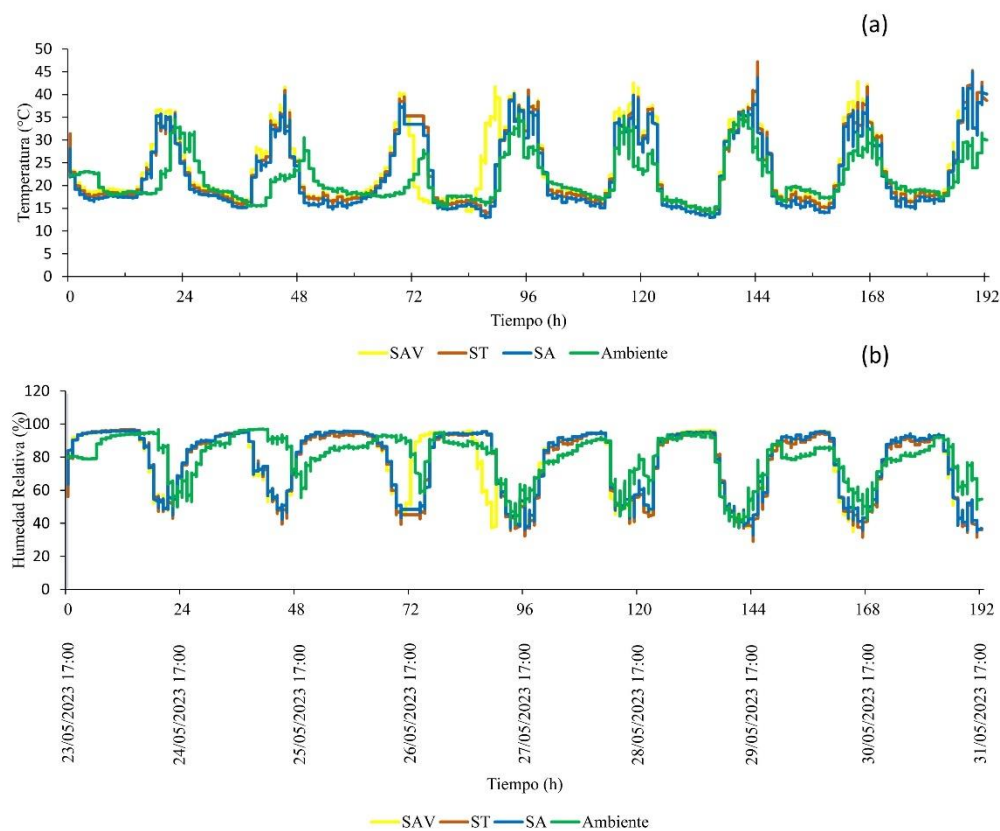 (a)
50
45
40
35
30
25
20
15
10
5
0
Temperatura (°C)
0 24 48 72 96 120 144 168 192
Tiempo (h)
SAV ST SA Ambiente
(b)
120
100
80
60
40
20
0
Humedad Relativa (%)
0 24 48 72 96 120 144 168 192
23/05/2023 17:00
24/05/2023 17:00
25/05/2023 17:00
26/05/2023 17:00
27/05/2023 17:00
28/05/2023 17:00
29/05/2023 17:00
30/05/2023 17:00
31/05/2023 17:00
Tiempo (h)
SAV ST SA Ambiente